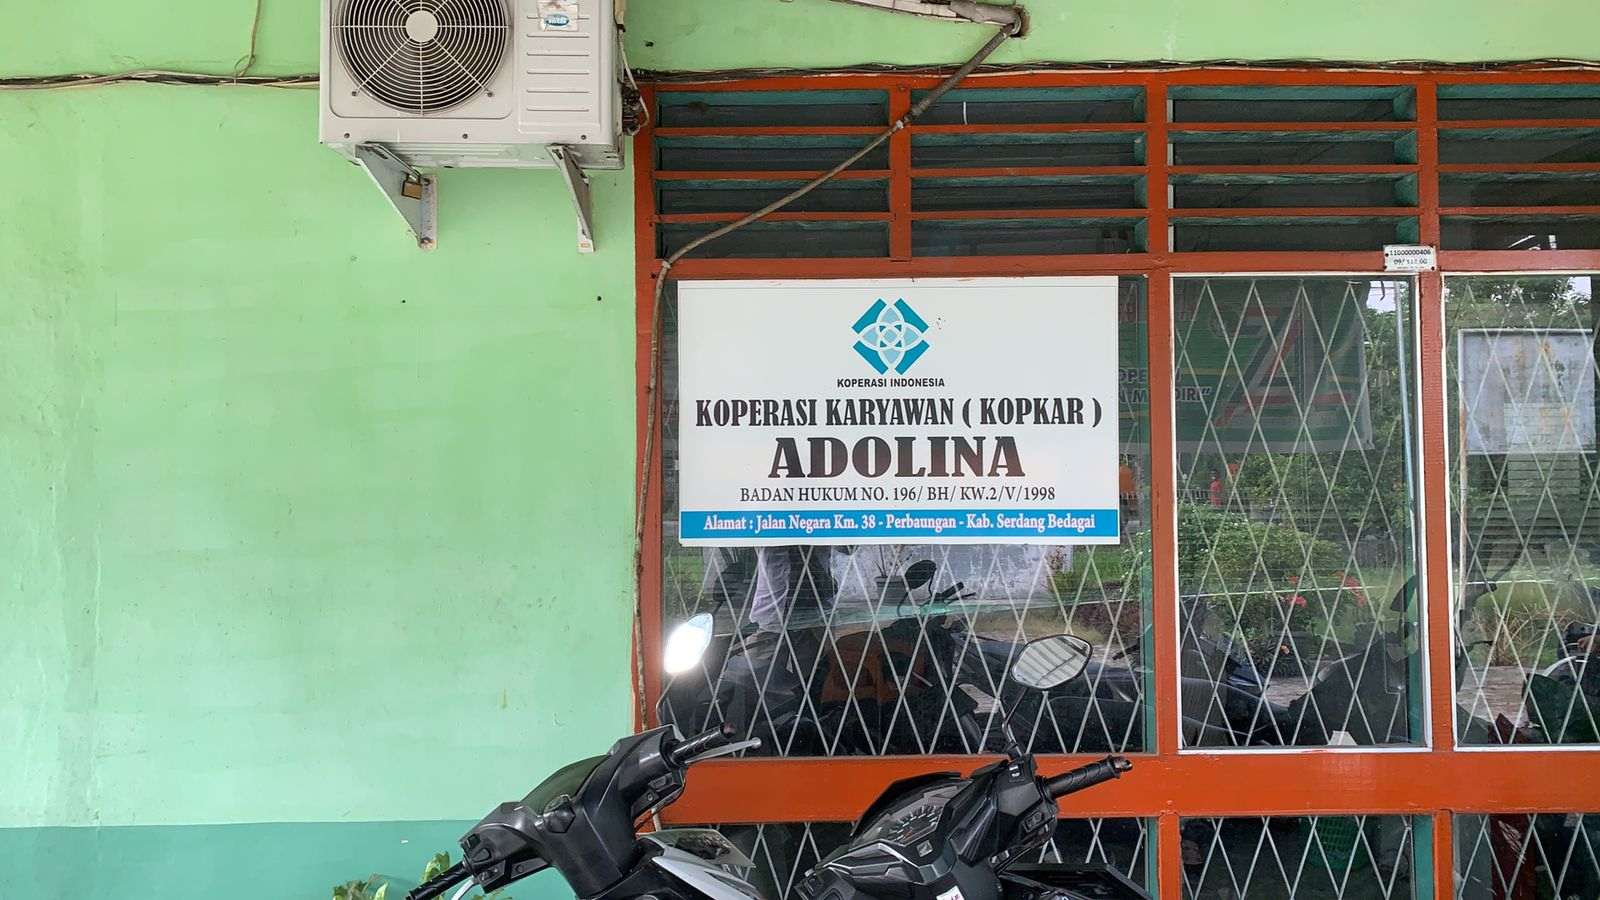 11000000406
KOPERASI INDONESIA
KOPERASI KARYAWAN ( KOPKAR )
ADOLINA
BADAN HUKUM NO. 196/ BH/ KW.2/V/1998
Alamat : Jalan Negara Km. 38 - Perbaungan - Kab. Serdang Bedagai